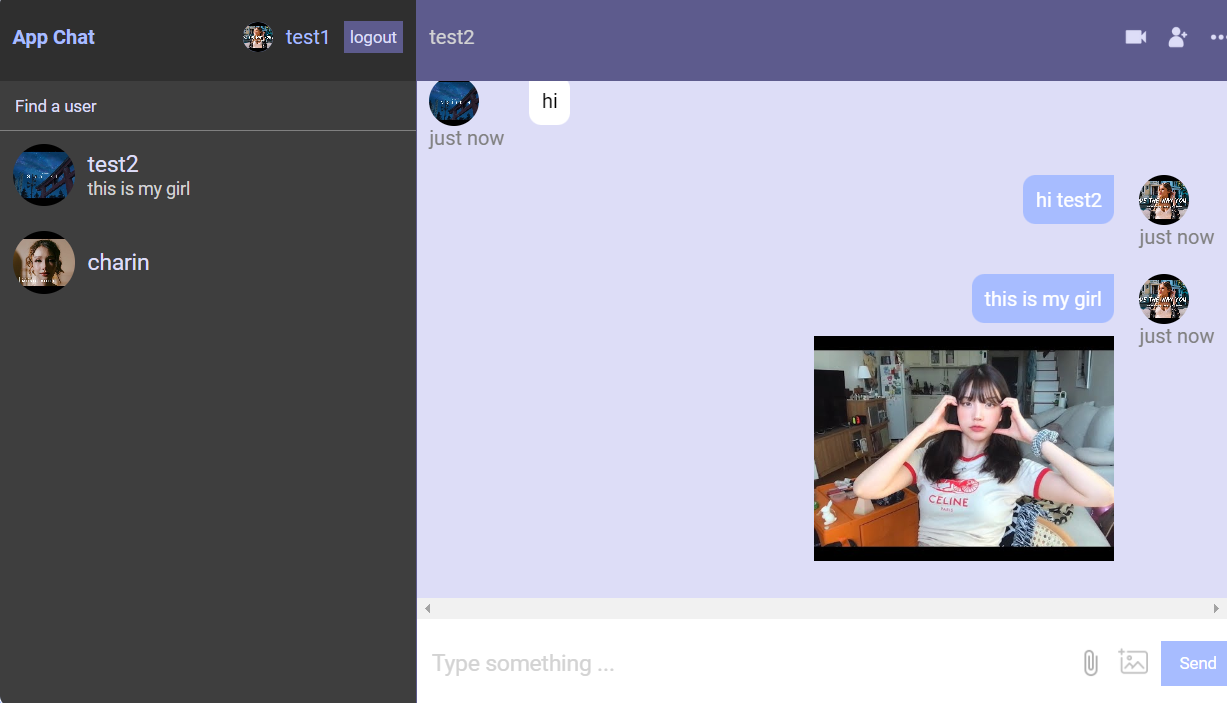 App Chat
test1
logout
test2
Find a user
test2
this is my girl
charin
hi
just now
hi test2
just now
this is my girl
just now
CELINE
PARIS
Type something ...
Send